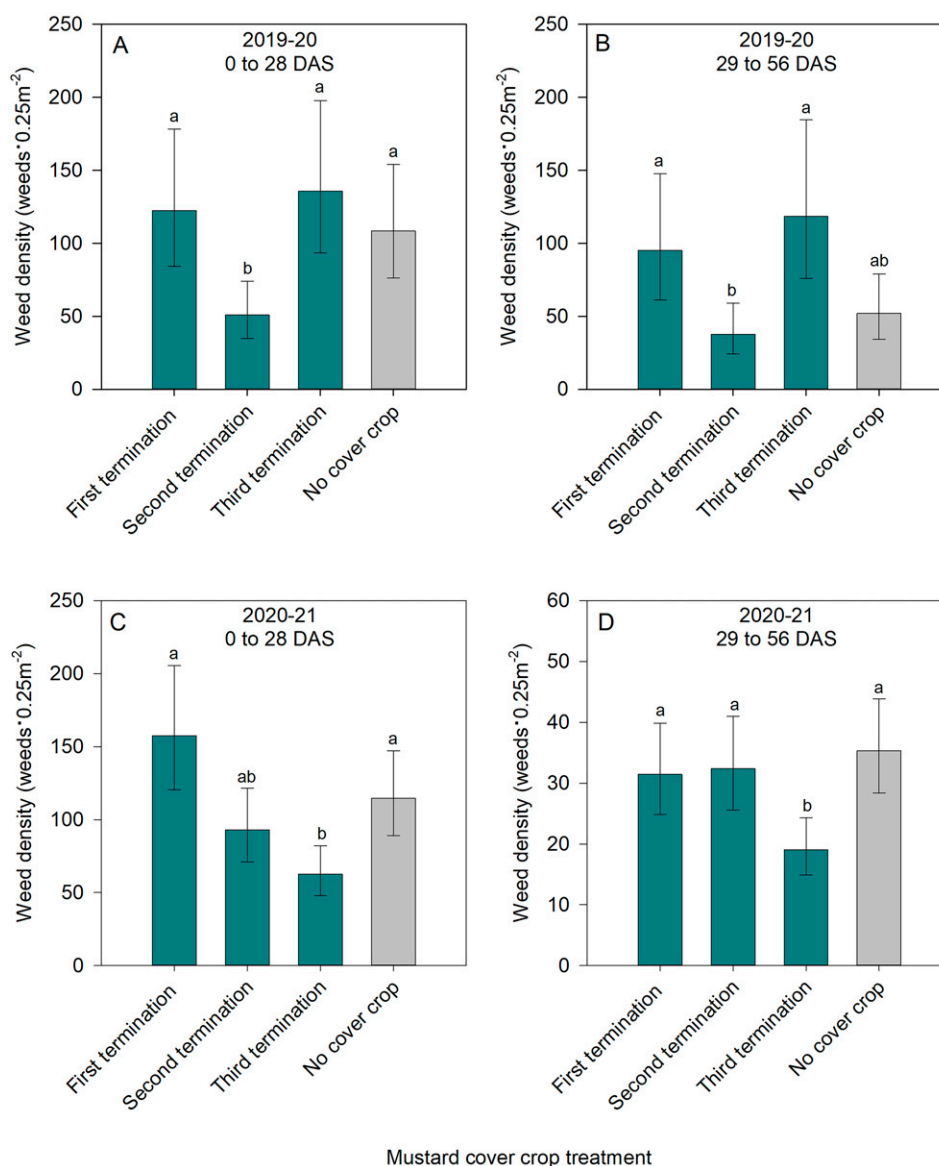 A
2019-20
0 to 28 DAS
Weed density (weeds·0.25m⁻²)
250
200
150
100
50
0
a
b
a
a
First termination
Second termination
Third termination
No cover crop
B
2019-20
29 to 56 DAS
Weed density (weeds·0.25m⁻²)
250
200
150
100
50
0
a
b
a
ab
First termination
Second termination
Third termination
No cover crop
C
2020-21
0 to 28 DAS
Weed density (weeds·0.25m⁻²)
250
200
150
100
50
0
a
ab
b
a
First termination
Second termination
Third termination
No cover crop
D
2020-21
29 to 56 DAS
Weed density (weeds·0.25m⁻²)
60
50
40
30
20
10
0
a
a
b
a
First termination
Second termination
Third termination
No cover crop
Mustard cover crop treatment